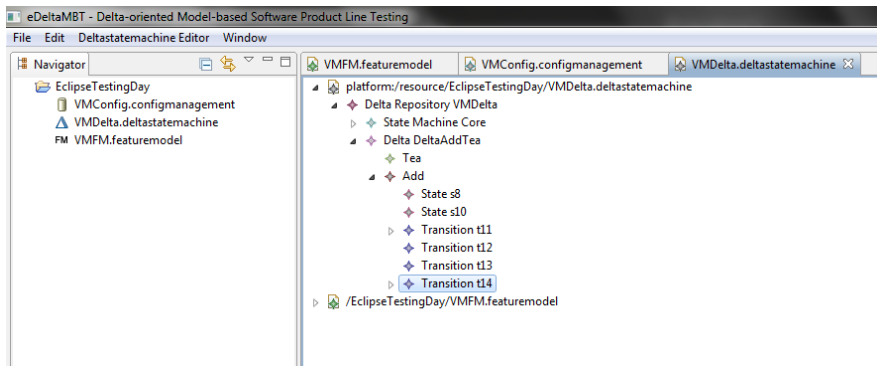 eDeltaMBT - Delta-oriented Model-based Software Product Line Testing
File Edit Deltastatemachine Editor Window
Navigator
EclipseTestingDay
VMConfig.configmanagement
VMDelta.deltastatemachine
FM VMFM.featuremodel
VMFM.featuremodel VMConfig.configmanagement VMDelta.deltastatemachine
platform:/resource/EclipseTestingDay/VMDelta.deltastatemachine
Delta Repository VMDelta
State Machine Core
Delta DeltaAddTea
Tea
Add
State s8
State s10
Transition t11
Transition t12
Transition t13
Transition t14
/EclipseTestingDay/VMFM.featuremodel